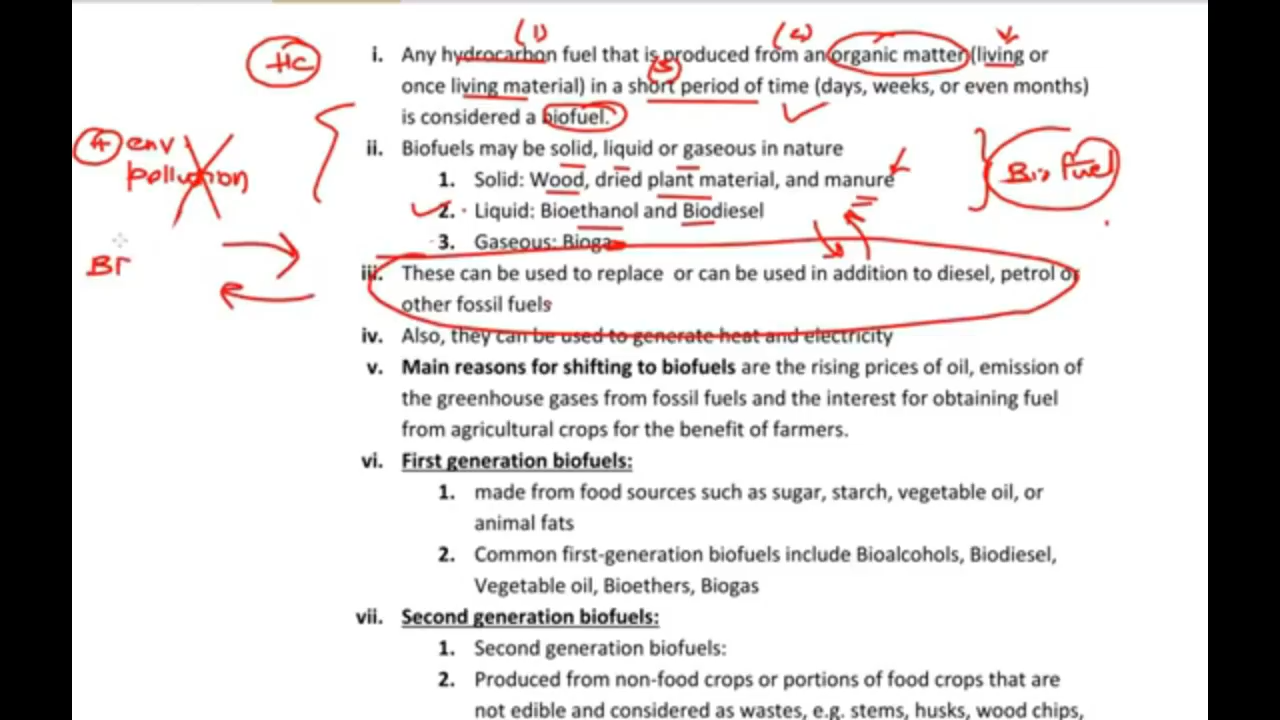 (1)
(2)
HC
i. Any hydrocarbon fuel that is produced from an organic matter (living or
(3)
once living material) in a short period of time (days, weeks, or even months)
is considered a biofuel.
(4) env
pollution
ii. Biofuels may be solid, liquid or gaseous in nature
Bio fuel
1. Solid: Wood, dried plant material, and manure
2. Liquid: Bioethanol and Biodiesel
3. Gaseous:
BF
iii. These can be used to replace or can be used in addition to diesel, petrol or
other fossil fuels
iv. Also, they can be used to generate heat and electricity
v. Main reasons for shifting to biofuels are the rising prices of oil, emission of
the greenhouse gases from fossil fuels and the interest for obtaining fuel
from agricultural crops for the benefit of farmers.
vi. First generation biofuels:
1. made from food sources such as sugar, starch, vegetable oil, or
animal fats
2. Common first-generation biofuels include Bioalcohols, Biodiesel,
Vegetable oil, Bioethers, Biogas
vii. Second generation biofuels:
1. Second generation biofuels:
2. Produced from non-food crops or portions of food crops that are
not edible and considered as wastes, e.g. stems, husks, wood chips,